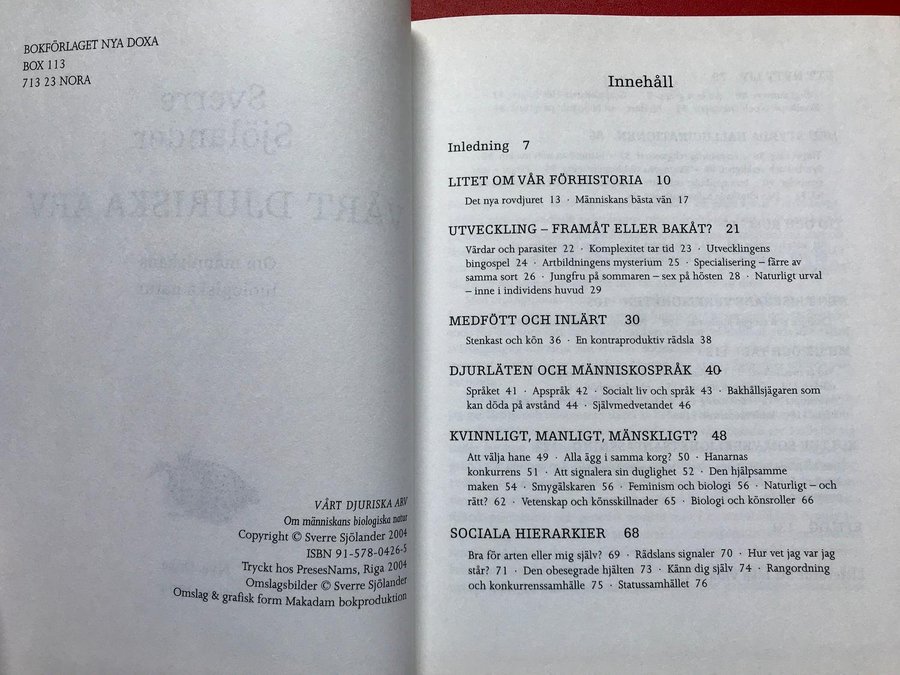 BOKFÖRLAGET NYA DOXA
BOX 113
713 23 NORA
Sverre
Sjölander
VÅRT DJURISKA ARV
Om människans
biologiska natur
VÅRT DJURISKA ARV
Om människans biologiska natur
Copyright © Sverre Sjölander 2004
ISBN 91-578-0426-5
Tryckt hos PresesNams, Riga 2004
Omslagsbilder © Sverre Sjölander
Omslag & grafisk form Makadam bokproduktion
Innehåll
Inledning 7
LITET OM VÅR FÖRHISTORIA 10
Det nya rovdjuret 13 · Människans bästa vän 17
UTVECKLING – FRAMÅT ELLER BAKÅT? 21
Värdar och parasiter 22 · Komplexitet tar tid 23 · Utvecklingens
bingospel 24 · Artbildningens mysterium 25 · Specialisering – färre av
samma sort 26 · Jungfru på sommaren – sex på hösten 28 · Naturligt urval
– inne i individens huvud 29
MEDFÖTT OCH INLÄRT 30
Stenkast och kön 36 · En kontraproduktiv rädsla 38
DJURLÄTEN OCH MÄNNISKOSPRÅK 40
Språket 41 · Apspråk 42 · Socialt liv och språk 43 · Bakhållsjägaren som
kan döda på avstånd 44 · Självmedvetandet 46
KVINNLIGT, MANLIGT, MÄNSKLIGT? 48
Att välja hane 49 · Alla ägg i samma korg? 50 · Hanarnas
konkurrens 51 · Att signalera sin duglighet 52 · Den hjälpsamme
maken 54 · Smygälskaren 56 · Feminism och biologi 56 · Naturligt – och
rätt? 62 · Vetenskap och könsskillnader 65 · Biologi och könsroller 66
SOCIALA HIERARKIER 68
Bra för arten eller mig själv? 69 · Rädslans signaler 70 · Hur vet jag var jag
står? 71 · Den obesegrade hjälten 73 · Känn dig själv 74 · Rangordning
och konkurrenssamhälle 75 · Statussamhället 76